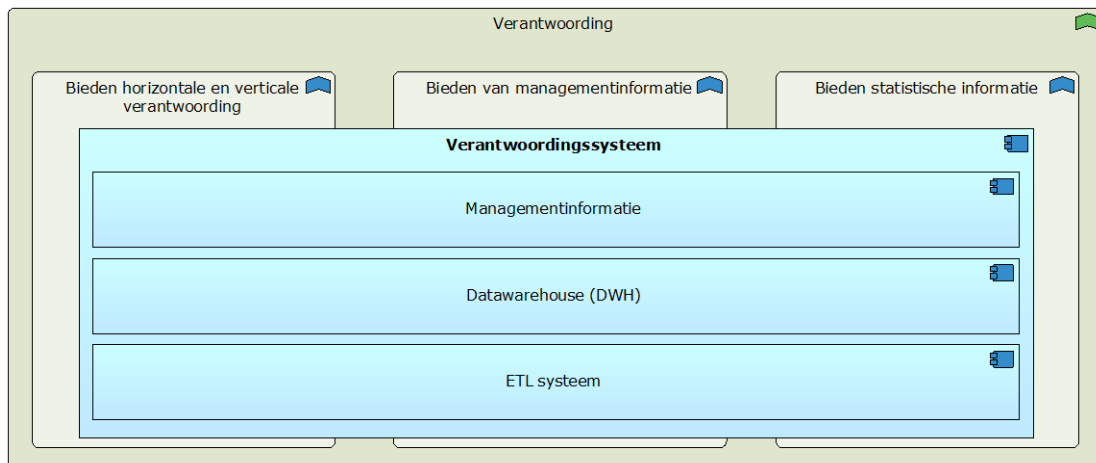 Verantwoording
Bieden horizontale en verticale
verantwoording
Bieden van managementinformatie
Bieden statistische informatie
Verantwoordingssysteem
Managementinformatie
Datawarehouse (DWH)
ETL systeem